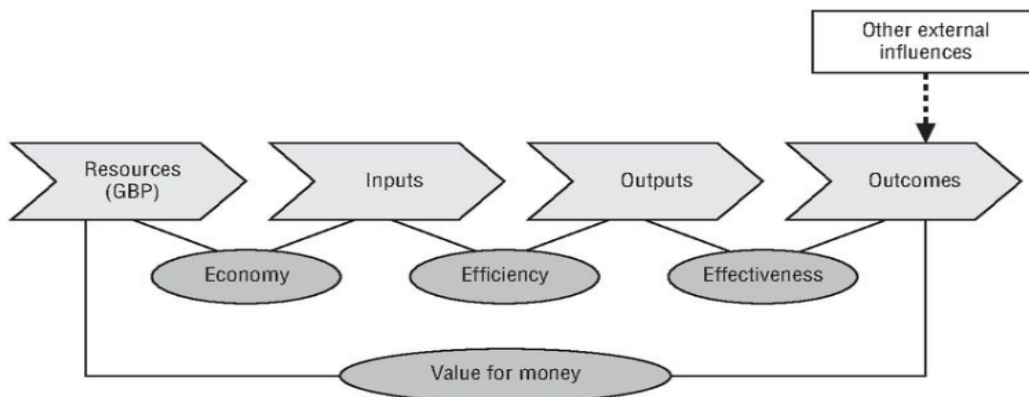 Other external
influences
Resources
(GBP)
Inputs
Outputs
Outcomes
Economy
Efficiency
Effectiveness
Value for money